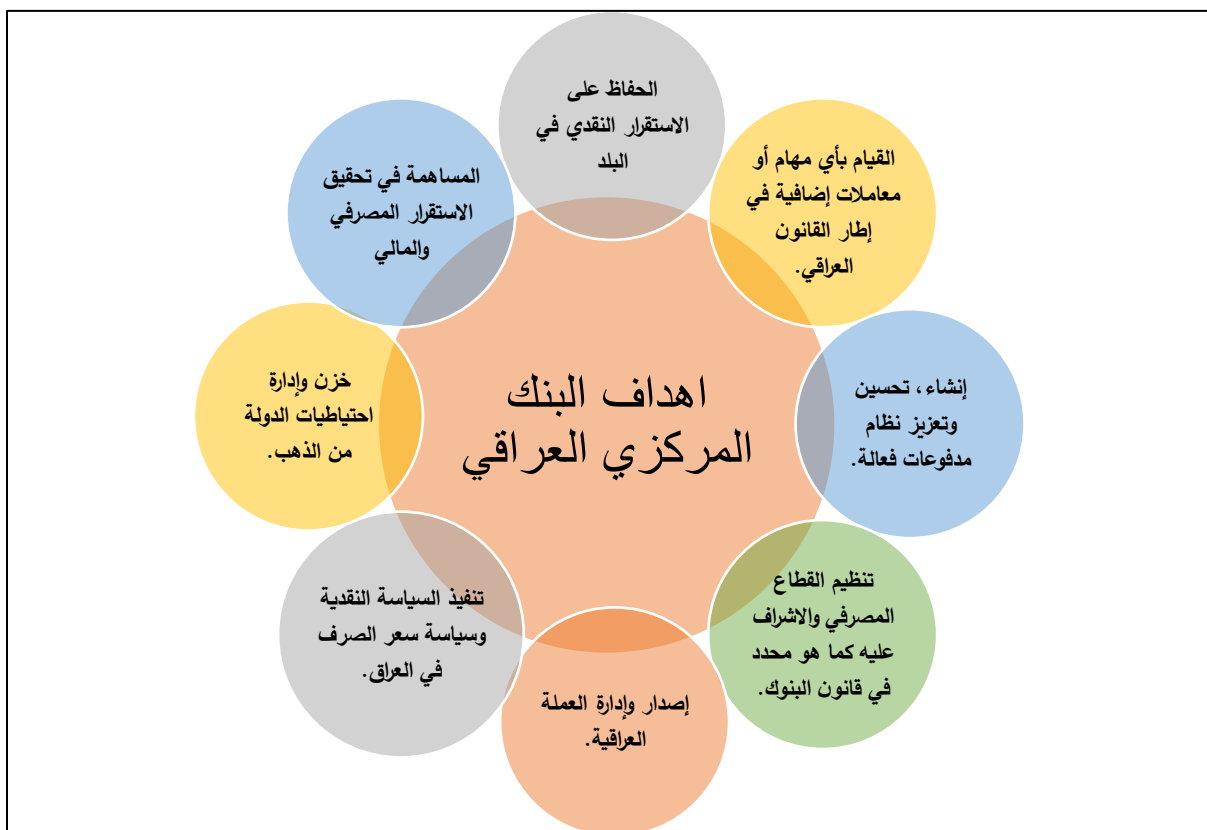 الحفاظ على
الاستقرار النقدي في
البلد
القيام بأي مهام أو
معاملات إضافية في
إطار القانون
العراقي.
إنشاء، تحسين
وتعزيز نظام
مدفوعات فعالة.
تنظيم القطاع
المصرفي والاشراف
عليه كما هو محدد
في قانون البنوك.
إصدار وإدارة العملة
العراقية.
تنفيذ السياسة النقدية
وسياسة سعر الصرف
في العراق.
خزن وإدارة
احتياطيات الدولة
من الذهب.
المساهمة في تحقيق
الاستقرار المصرفي
والمالي
اهداف البنك
المركزي العراقي